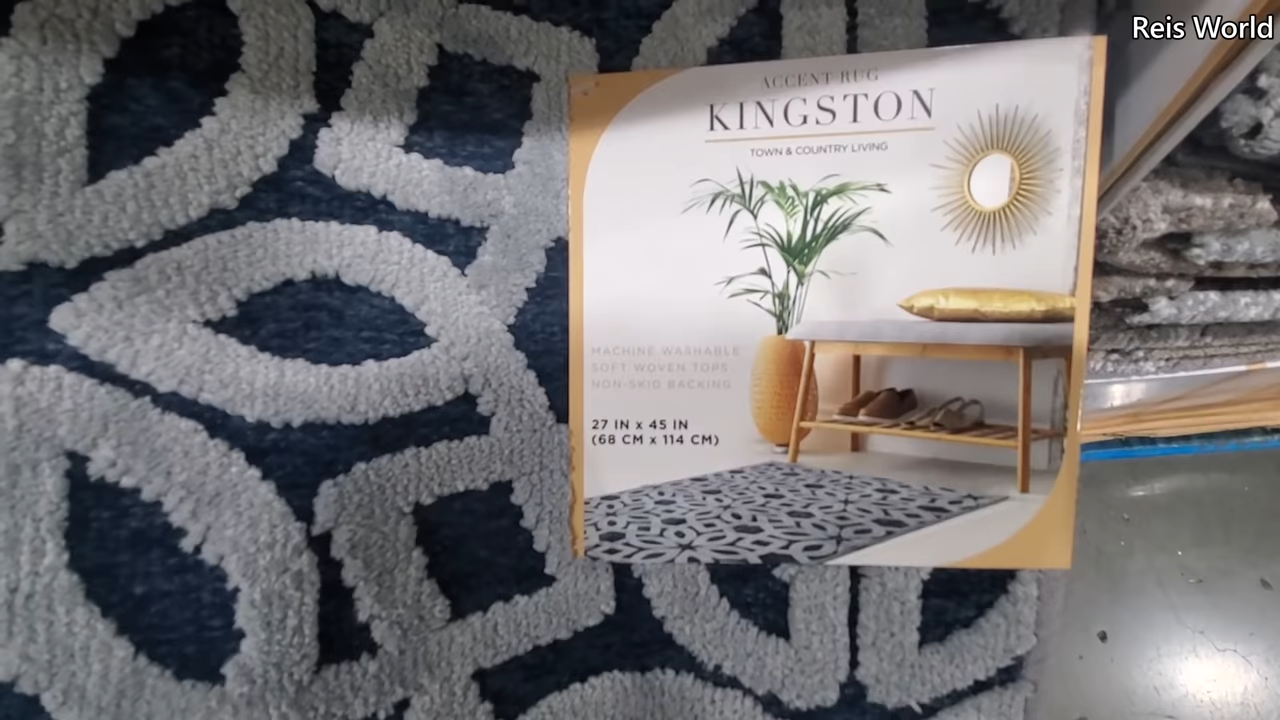 Reis World
ACCENT RUG
KINGSTON
TOWN & COUNTRY LIVING
MACHINE WASHABLE
SOFT WOVEN TOPS
NON-SKID BACKING
27 IN x 45 IN
(68 CM x 114 CM)